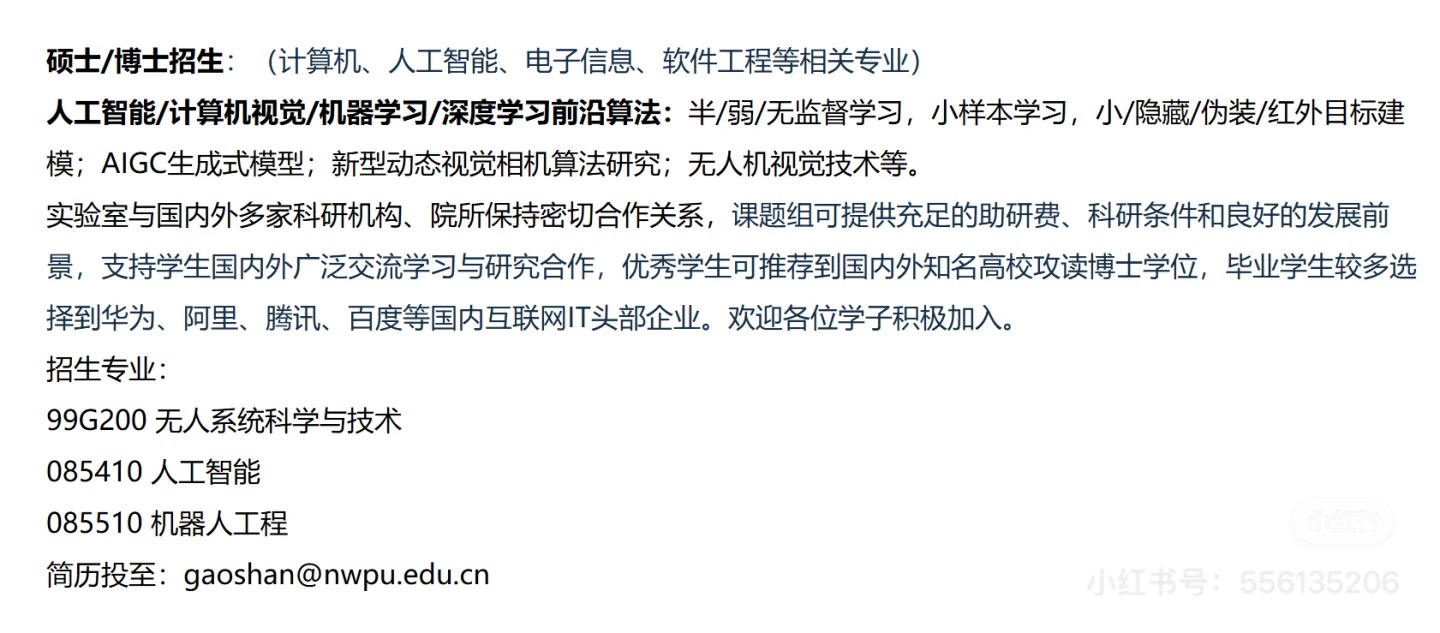 硕士/博士招生：（计算机、人工智能、电子信息、软件工程等相关专业）
人工智能/计算机视觉/机器学习/深度学习前沿算法：半/弱/无监督学习，小样本学习，小/隐藏/伪装/红外目标建
模；AIGC生成式模型；新型动态视觉相机算法研究；无人机视觉技术等。
实验室与国内外多家科研机构、院所保持密切合作关系，课题组可提供充足的助研费、科研条件和良好的发展前
景，支持学生国内外广泛交流学习与研究合作，优秀学生可推荐到国内外知名高校攻读博士学位，毕业学生较多选
择到华为、阿里、腾讯、百度等国内互联网IT头部企业。欢迎各位学子积极加入。
招生专业：
99G200 无人系统科学与技术
085410 人工智能
085510 机器人工程
简历投至：gaoshan@nwpu.edu.cn
小红书
小红书号：556135206